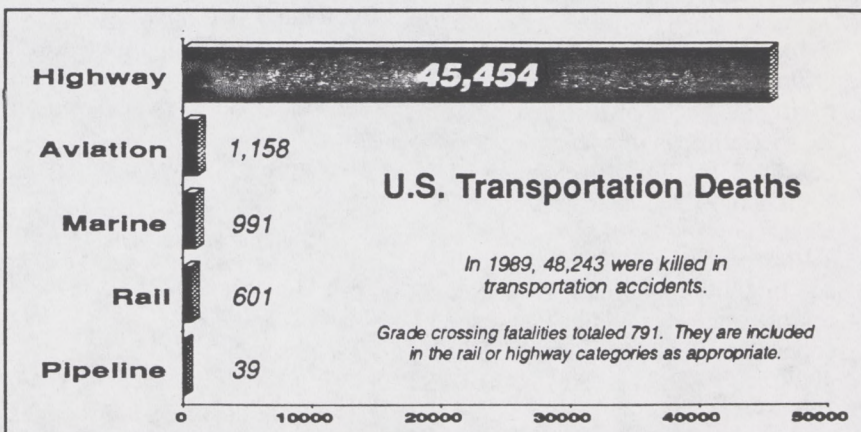 Highway 45,454
Aviation 1,158
U.S. Transportation Deaths
Marine 991
In 1989, 48,243 were killed in
transportation accidents.
Rail 601
Grade crossing fatalities totaled 791. They are included
in the rail or highway categories as appropriate.
Pipeline 39
0 10000 20000 30000 40000 50000